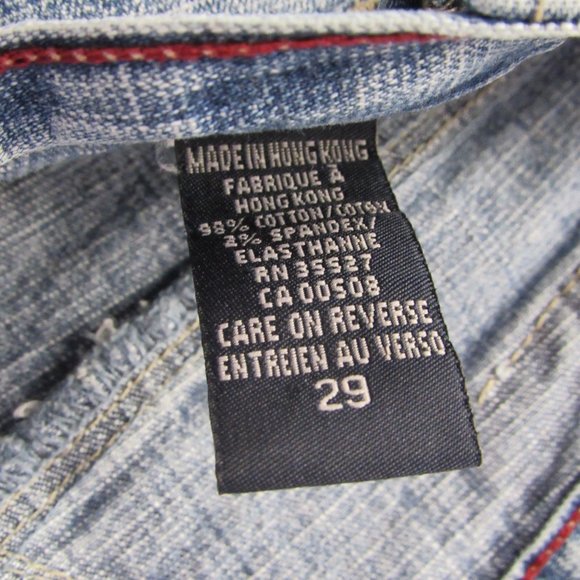 MADE IN HONG KONG
FABRIQUE À
HONG KONG
98% COTTON/COTON
2% SPANDEX/
ELASTHANNE
RN 35527
CA 00508
CARE ON REVERSE
ENTREIEN AU VERSO
29